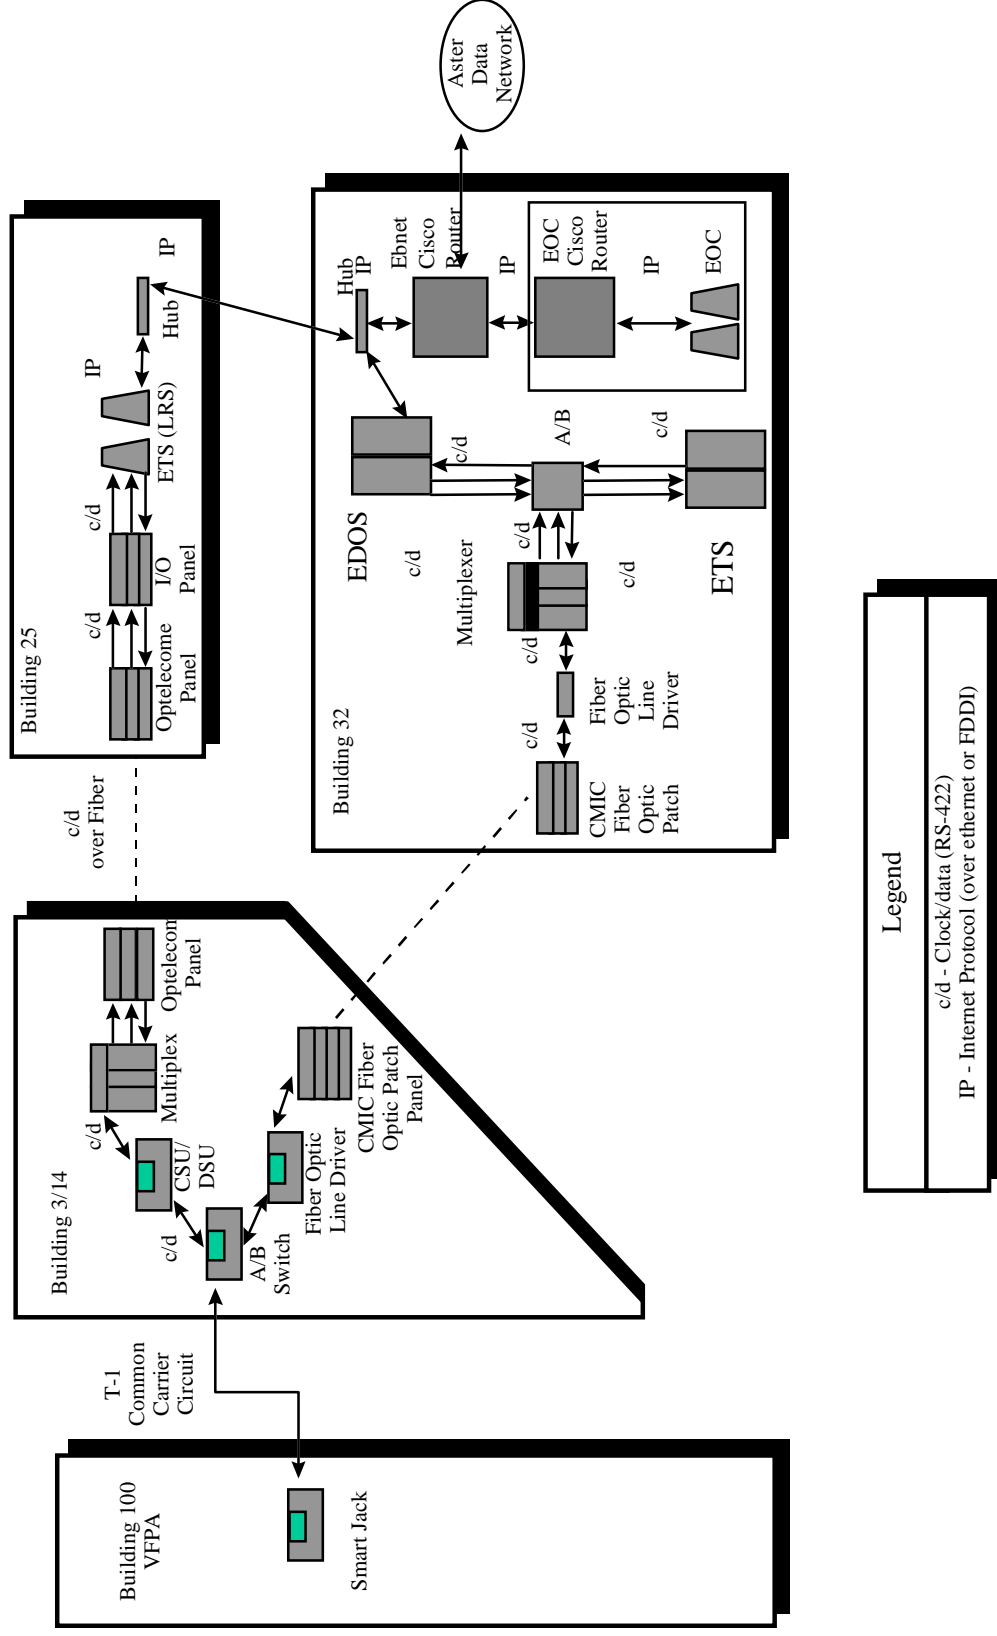 Building 100
VFPA
Smart Jack
T-1
Common
Carrier
Circuit
Building 3/14
c/d
A/B
Switch
c/d
CSU/
DSU
Multiplex
Optelecom
Panel
Fiber Optic
Line Driver
CMIC Fiber
Optic Patch
Panel
c/d
over Fiber
Building 25
Optelecome
Panel
c/d
I/O
Panel
c/d
ETS (LRS)
IP
Hub
IP
Building 32
CMIC
Fiber
Optic
Patch
c/d
Fiber
Optic
Line
Driver
c/d
Multiplexer
c/d
c/d
EDOS
c/d
c/d
A/B
c/d
ETS
Hub
IP
Ebnet
Cisco
Router
IP
EOC
Cisco
Router
IP
EOC
Aster
Data
Network
Legend
c/d - Clock/data (RS-422)
IP - Internet Protocol (over ethernet or FDDI)